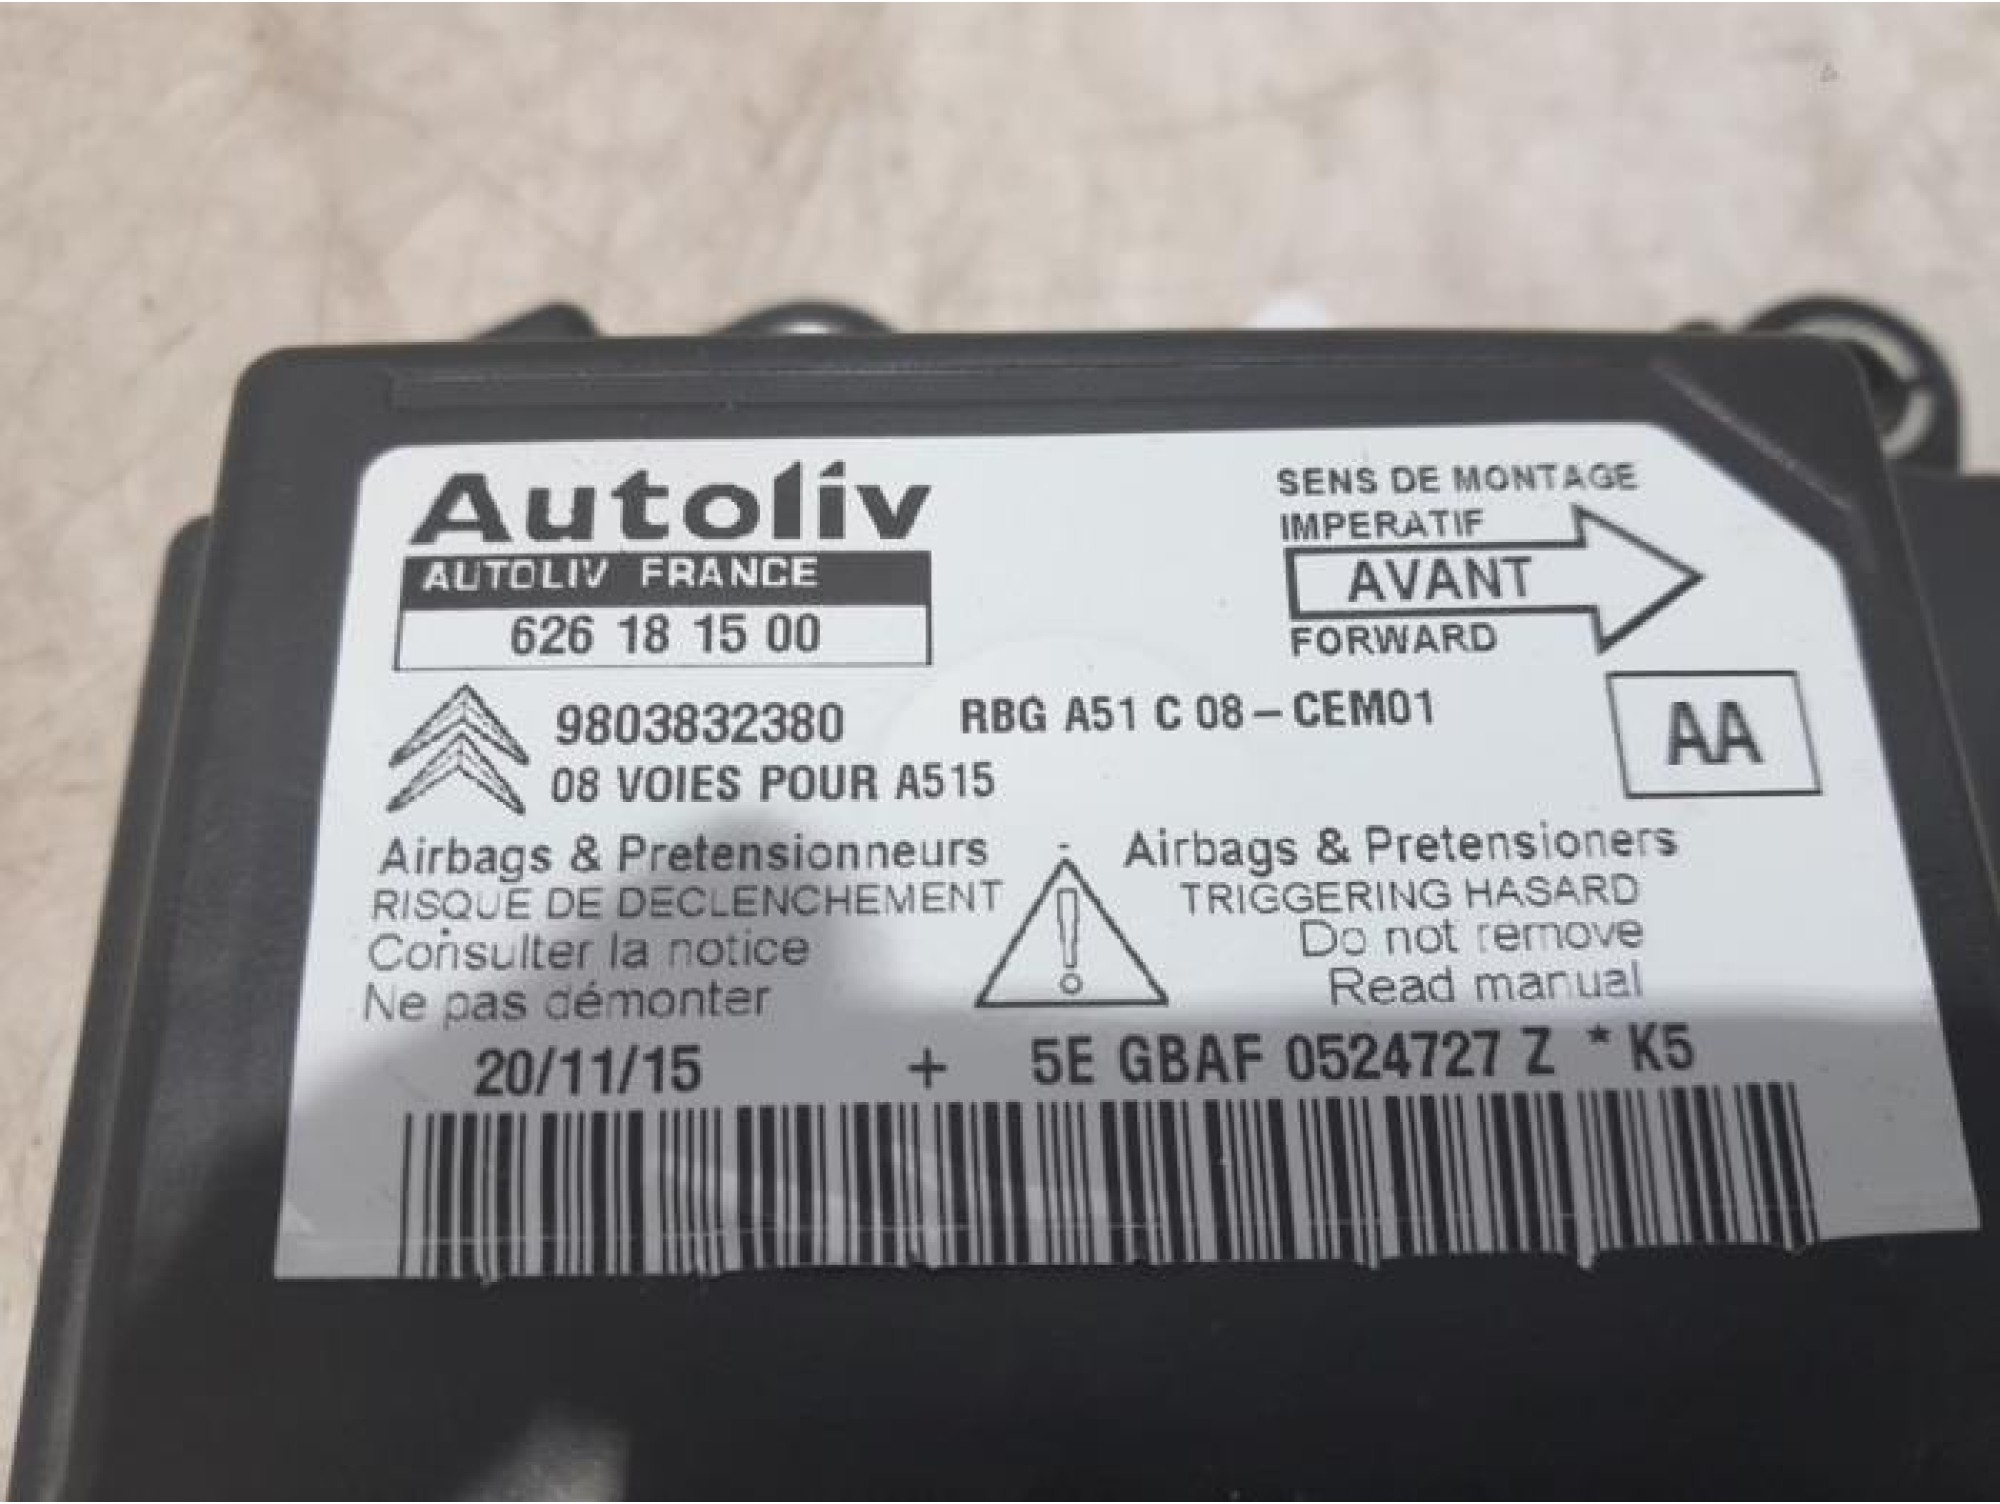 Autoliv
AUTOLIV FRANCE
626 18 15 00
SENS DE MONTAGE
IMPERATIF
AVANT
FORWARD
9803832380 RBG A51 C 08-CEM01
08 VOIES POUR A515
AA
Airbags & Pretensionneurs
RISQUE DE DECLENCHEMENT
Consulter la notice
Ne pas démonter
Airbags & Pretensioners
TRIGGERING HASARD
Do not remove
Read manual
20/11/15 + 5E GBAF 0524727 Z * K5